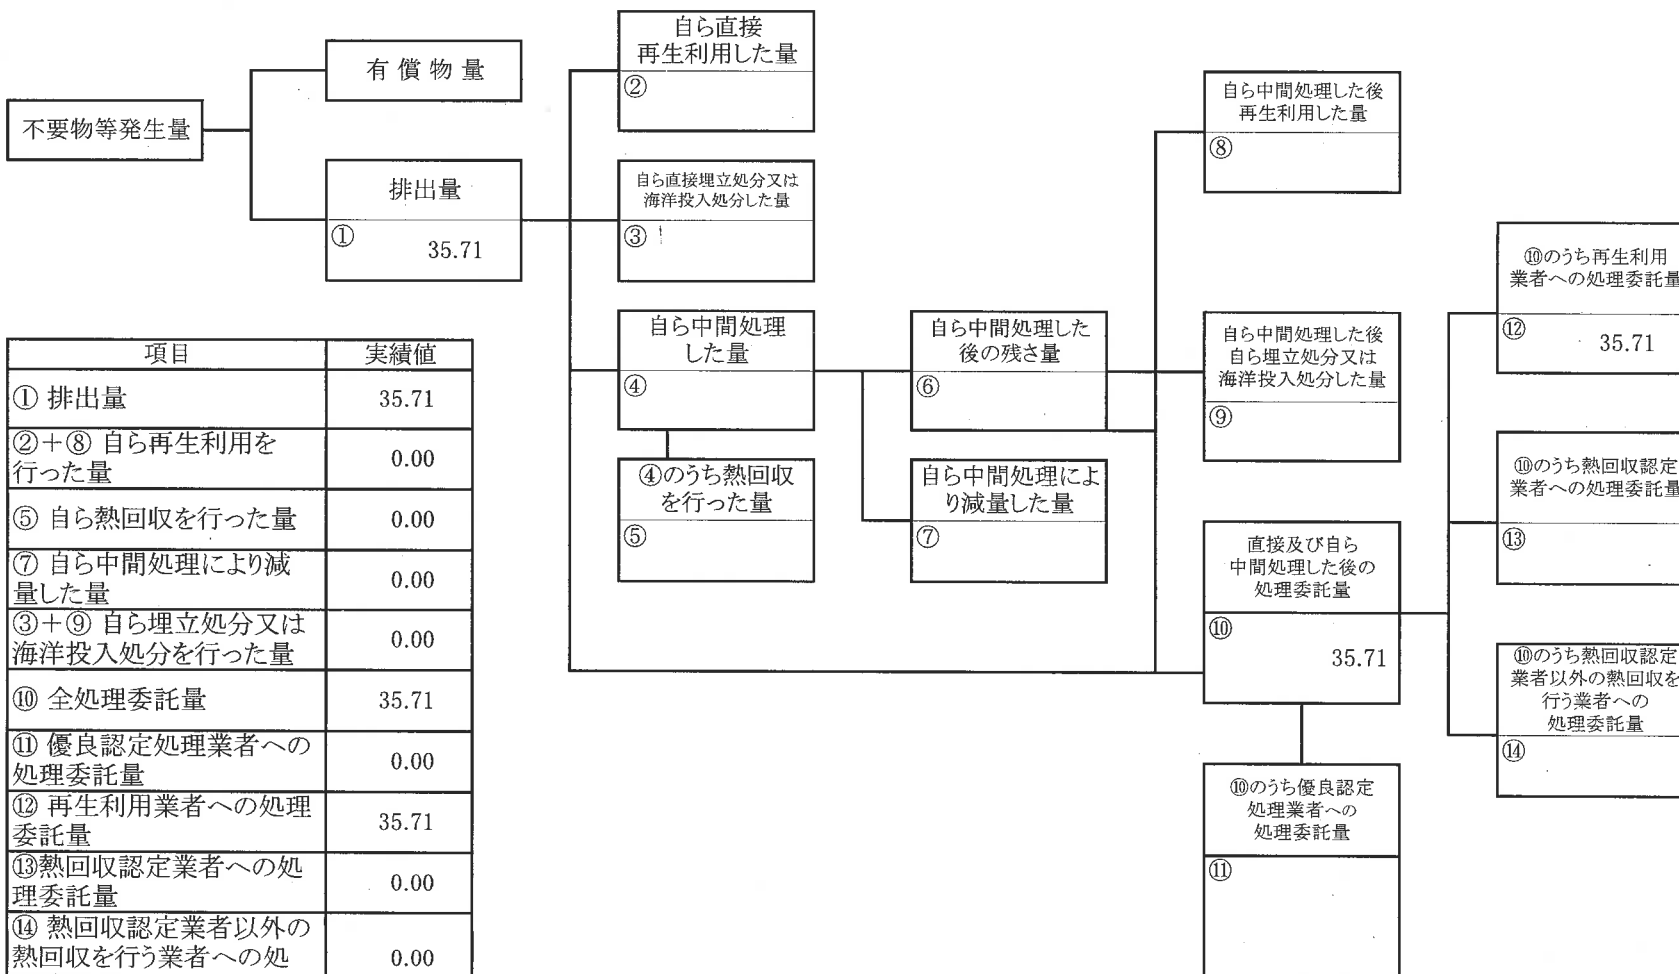 不要物等発生量
有償物量
排出量
①
35.71
自ら直接
再生利用した量
②
自ら直接埋立処分又は
海洋投入処分した量
③
自ら中間処理
した量
④
④のうち熱回収
を行った量
⑤
自ら中間処理した
後の残さ量
⑥
自ら中間処理によ
り減量した量
⑦
自ら中間処理した後
再生利用した量
⑧
自ら中間処理した後
自ら埋立処分又は
海洋投入処分した量
⑨
直接及び自ら
中間処理した後の
処理委託量
⑩
35.71
⑩のうち優良認定
処理業者への
処理委託量
⑪
⑩のうち再生利用
業者への処理委託量
⑫
35.71
⑩のうち熱回収認定
業者への処理委託量
⑬
⑩のうち熱回収認定
業者以外の熱回収を
行う業者への
処理委託量
⑭
項目 実績値
① 排出量 35.71
②+⑧ 自ら再生利用を
行った量 0.00
⑤ 自ら熱回収を行った量 0.00
⑦ 自ら中間処理により減
量した量 0.00
③+⑨ 自ら埋立処分又は
海洋投入処分を行った量 0.00
⑩ 全処理委託量 35.71
⑪ 優良認定処理業者への
処理委託量 0.00
⑫ 再生利用業者への処理
委託量 35.71
⑬熱回収認定業者への処
理委託量 0.00
⑭ 熱回収認定業者以外の
熱回収を行う業者への処 0.00